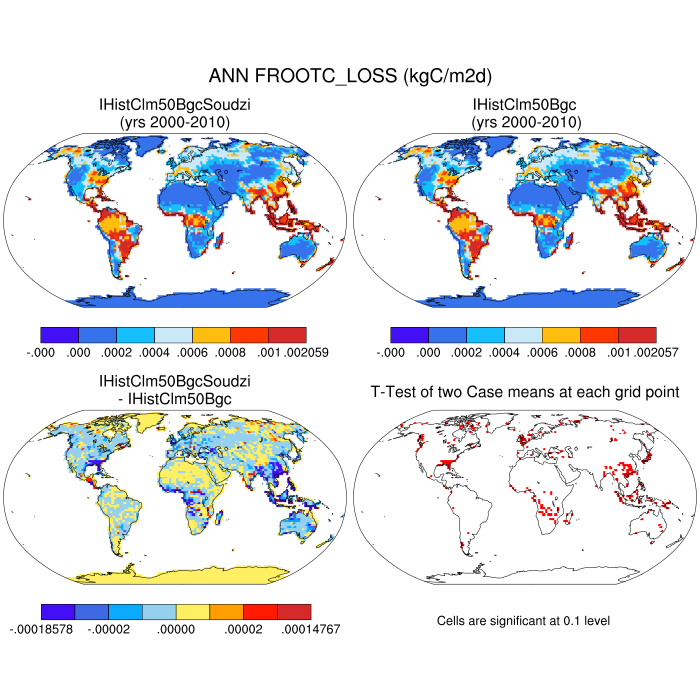 ANN FROOTC_LOSS (kgC/m2d)
IHistClm50BgcSoudzi
(yrs 2000-2010)
IHistClm50Bgc
(yrs 2000-2010)
-.000 .000 .0002 .0004 .0006 .0008 .001.002059
-.000 .000 .0002 .0004 .0006 .0008 .001.002057
IHistClm50BgcSoudzi
- IHistClm50Bgc
T-Test of two Case means at each grid point
-.00018578 -.00002 .00000 .00002 .00014767
Cells are significant at 0.1 level